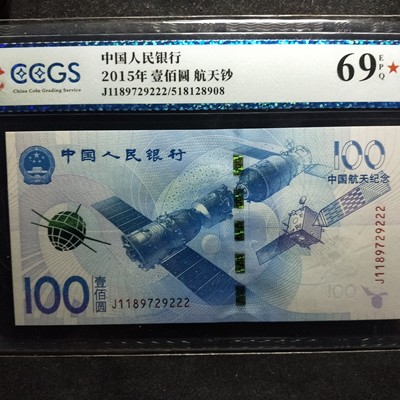 CCGS
China Coin Grading Service
中国人民银行
2015年 壹佰圆 航天钞
J1189729222/518128908
69 EPQ ★
中国人民银行
100
中国航天纪念
J1189729222
100
壹佰圆
J1189729222
100